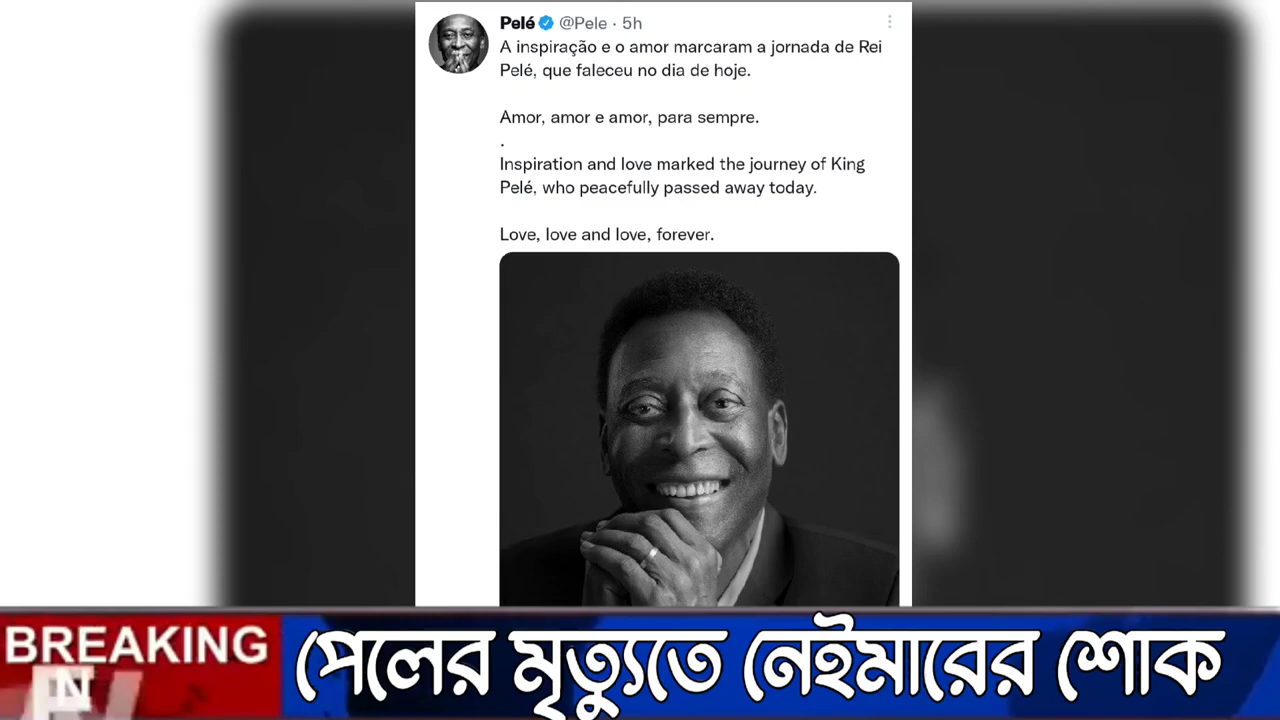 Pelé @Pele · 5h
A inspiração e o amor marcaram a jornada de Rei
Pelé, que faleceu no dia de hoje.
Amor, amor e amor, para sempre.
.
Inspiration and love marked the journey of King
Pelé, who peacefully passed away today.
Love, love and love, forever.
BREAKING
পেলের মৃত্যুতে নেইমারের শোক